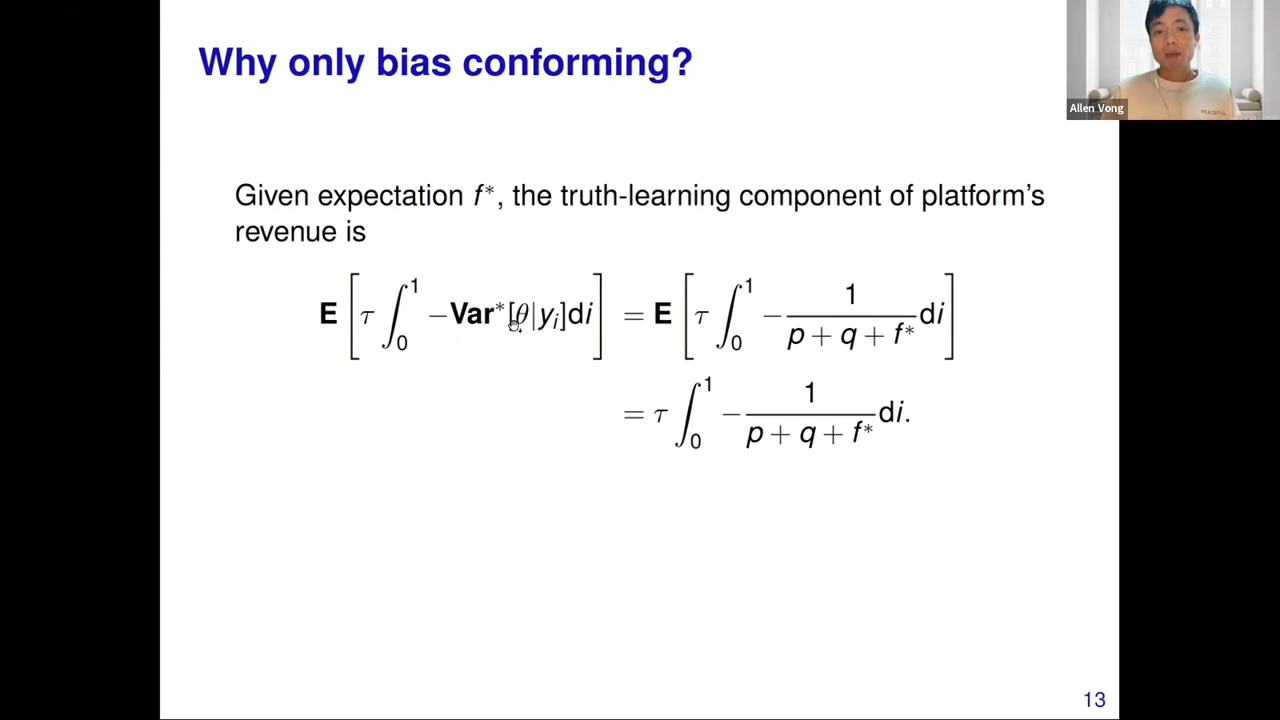 Why only bias conforming?
Allen Vong
PEACEFUL
Given expectation f*, the truth-learning component of platform's
revenue is
E [τ ∫₀¹ −Var*[θ|yᵢ]di] = E [τ ∫₀¹ − 1/(p + q + f*) di]
= τ ∫₀¹ − 1/(p + q + f*) di.
13